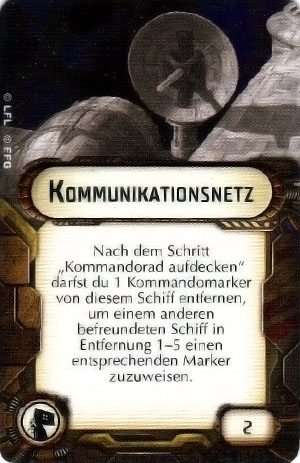 © LFL © FFG
KOMMUNIKATIONSNETZ
Nach dem Schritt
„Kommandorad aufdecken“
darfst du 1 Kommandomarker
von diesem Schiff entfernen,
um einem anderen
befreundeten Schiff in
Entfernung 1–5 einen
entsprechenden Marker
zuzuweisen.
2